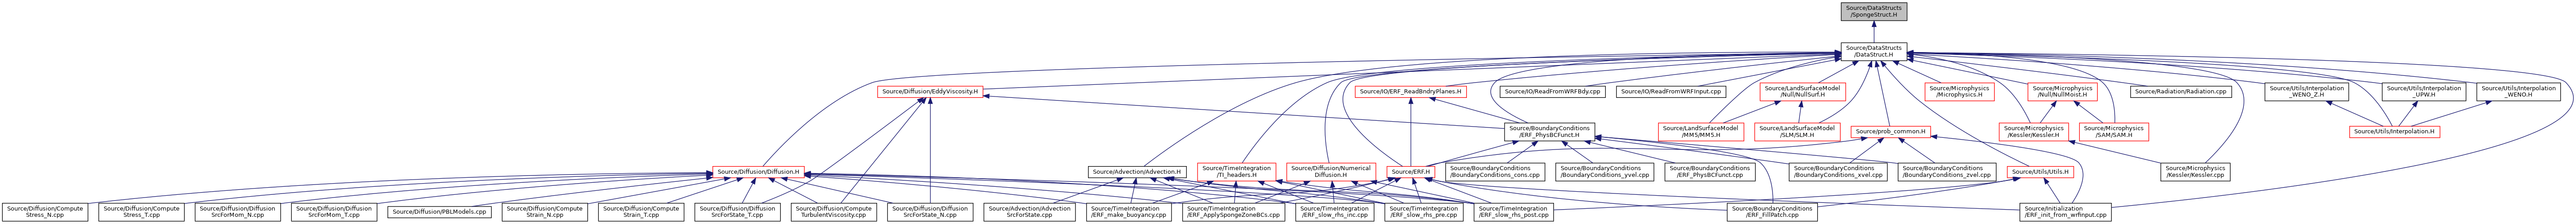 Source/DataStructs
/SpongeStruct.H
Source/DataStructs
/DataStruct.H
Source/Diffusion/EddyViscosity.H
Source/IO/ERF_ReadBndryPlanes.H
Source/IO/ReadFromWRFBdy.cpp
Source/IO/ReadFromWRFInput.cpp
Source/LandSurfaceModel
/Null/NullSurf.H
Source/Microphysics
/Microphysics.H
Source/Microphysics
/Null/NullMoist.H
Source/Radiation/Radiation.cpp
Source/Utils/Interpolation
_WENO_Z.H
Source/Utils/Interpolation
_UPW.H
Source/Utils/Interpolation
_WENO.H
Source/BoundaryConditions
/ERF_PhysBCFunct.H
Source/LandSurfaceModel
/MM5/MM5.H
Source/LandSurfaceModel
/SLM/SLM.H
Source/prob_common.H
Source/Microphysics
/Kessler/Kessler.H
Source/Microphysics
/SAM/SAM.H
Source/Utils/Interpolation.H
Source/Diffusion/Diffusion.H
Source/Advection/Advection.H
Source/TimeIntegration
/TI_headers.H
Source/Diffusion/Numerical
Diffusion.H
Source/ERF.H
Source/BoundaryConditions
/BoundaryConditions_cons.cpp
Source/BoundaryConditions
/BoundaryConditions_yvel.cpp
Source/BoundaryConditions
/ERF_PhysBCFunct.cpp
Source/BoundaryConditions
/BoundaryConditions_xvel.cpp
Source/BoundaryConditions
/BoundaryConditions_zvel.cpp
Source/Utils/Utils.H
Source/Microphysics
/Kessler/Kessler.cpp
Source/Diffusion/Compute
Stress_N.cpp
Source/Diffusion/Compute
Stress_T.cpp
Source/Diffusion/Diffusion
SrcForMom_N.cpp
Source/Diffusion/Diffusion
SrcForMom_T.cpp
Source/Diffusion/PBLModels.cpp
Source/Diffusion/Compute
Strain_N.cpp
Source/Diffusion/Compute
Strain_T.cpp
Source/Diffusion/Diffusion
SrcForState_T.cpp
Source/Diffusion/Compute
TurbulentViscosity.cpp
Source/Diffusion/Diffusion
SrcForState_N.cpp
Source/Advection/Advection
SrcForState.cpp
Source/TimeIntegration
/ERF_make_buoyancy.cpp
Source/TimeIntegration
/ERF_ApplySpongeZoneBCs.cpp
Source/TimeIntegration
/ERF_slow_rhs_inc.cpp
Source/TimeIntegration
/ERF_slow_rhs_pre.cpp
Source/TimeIntegration
/ERF_slow_rhs_post.cpp
Source/BoundaryConditions
/ERF_FillPatch.cpp
Source/Initialization
/ERF_init_from_wrfinput.cpp